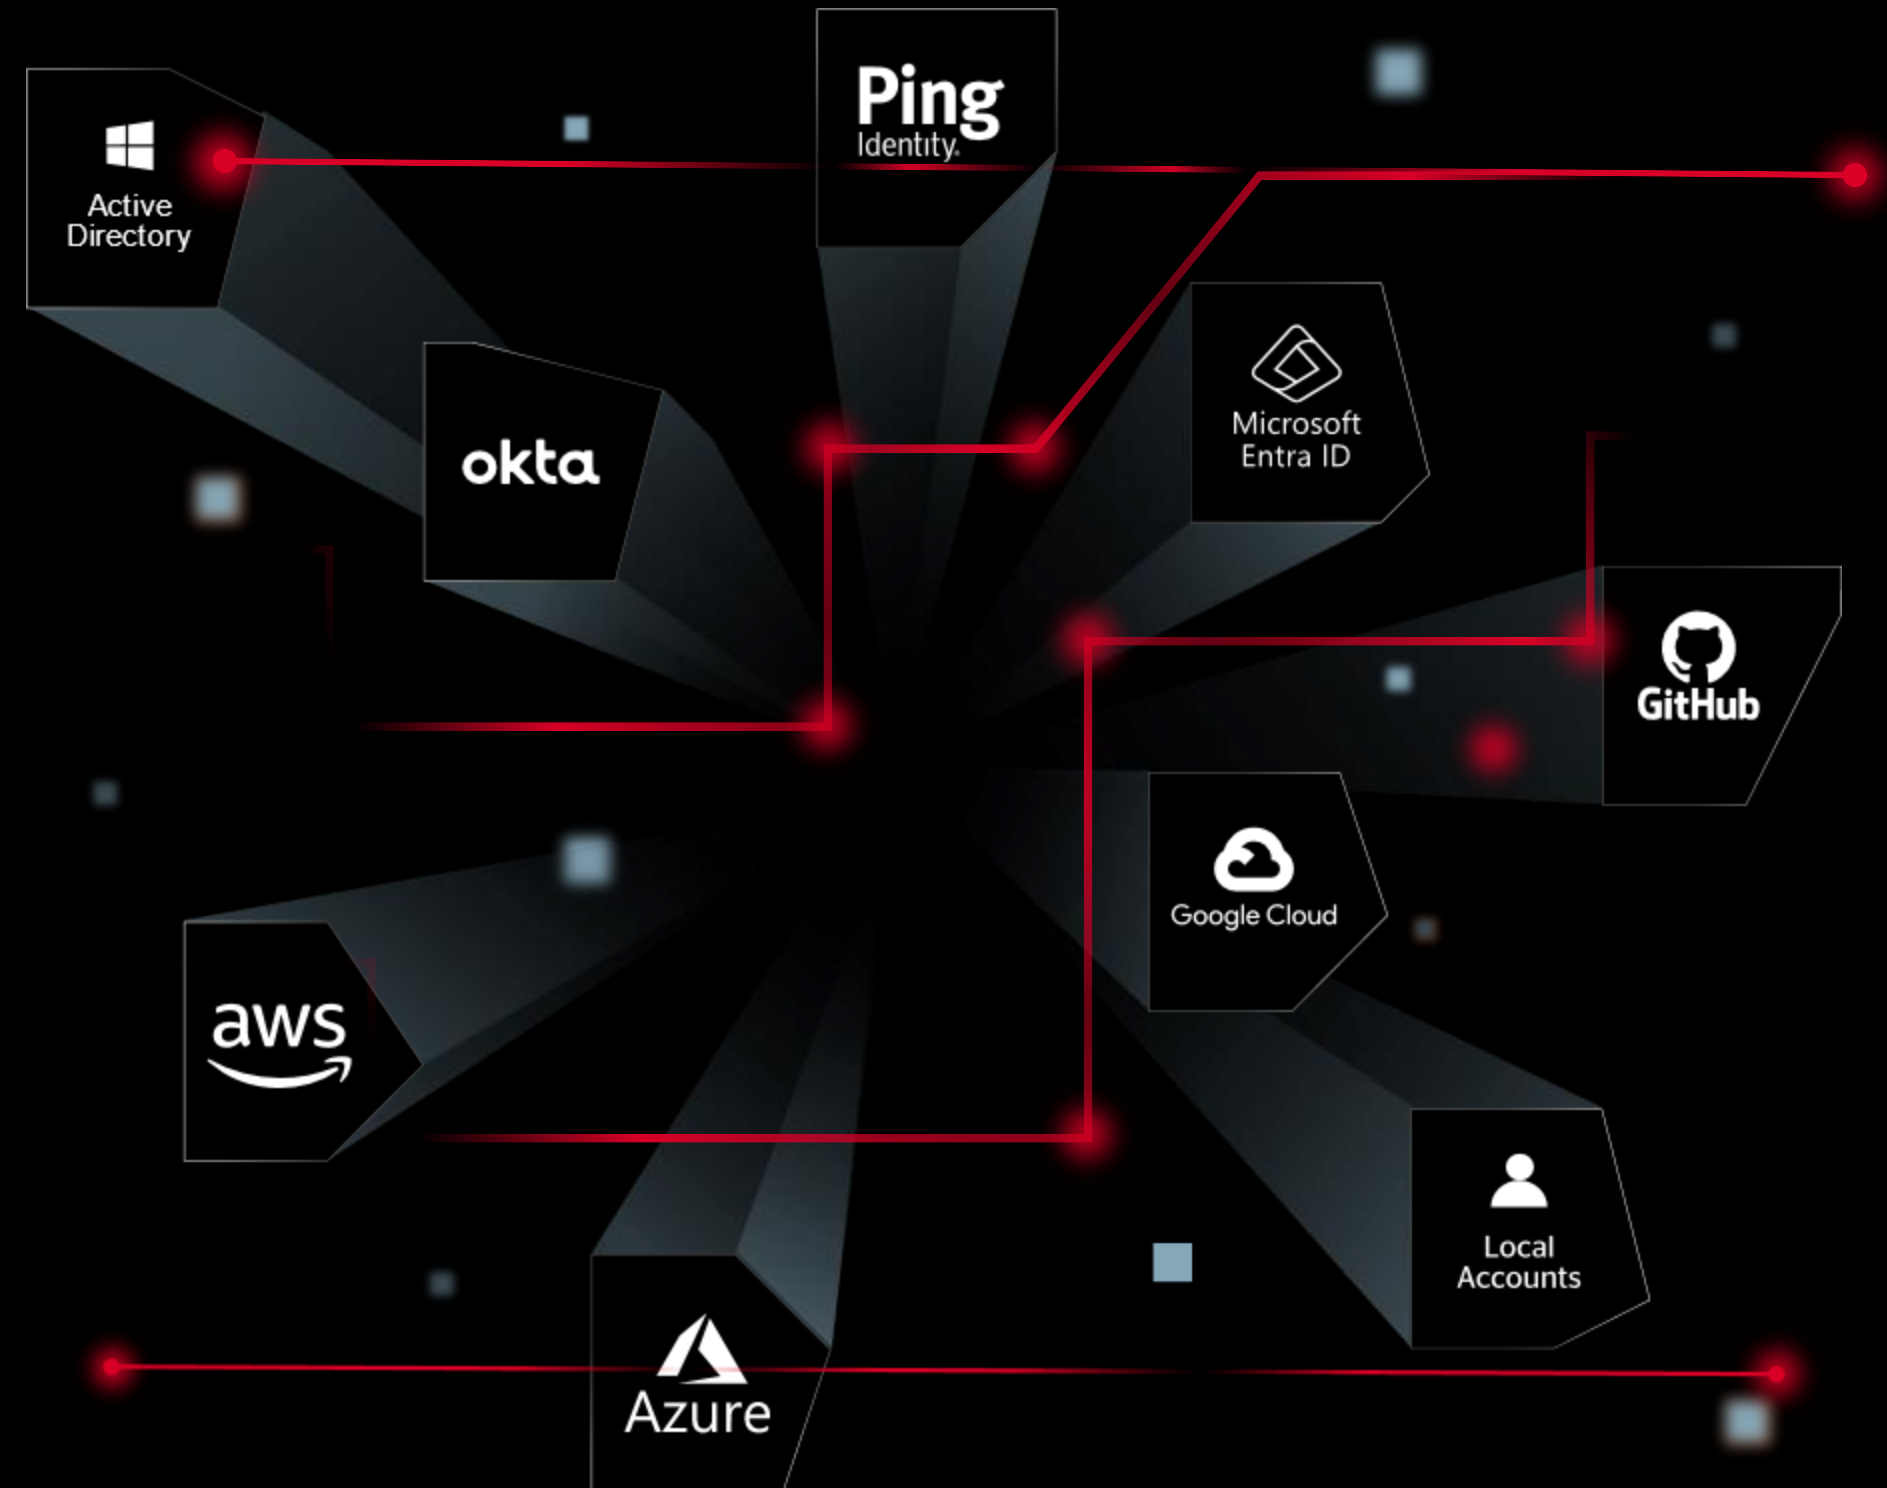 Ping
Identity.
Active
Directory
okta
Microsoft
Entra ID
GitHub
Google Cloud
aws
Local
Accounts
Azure